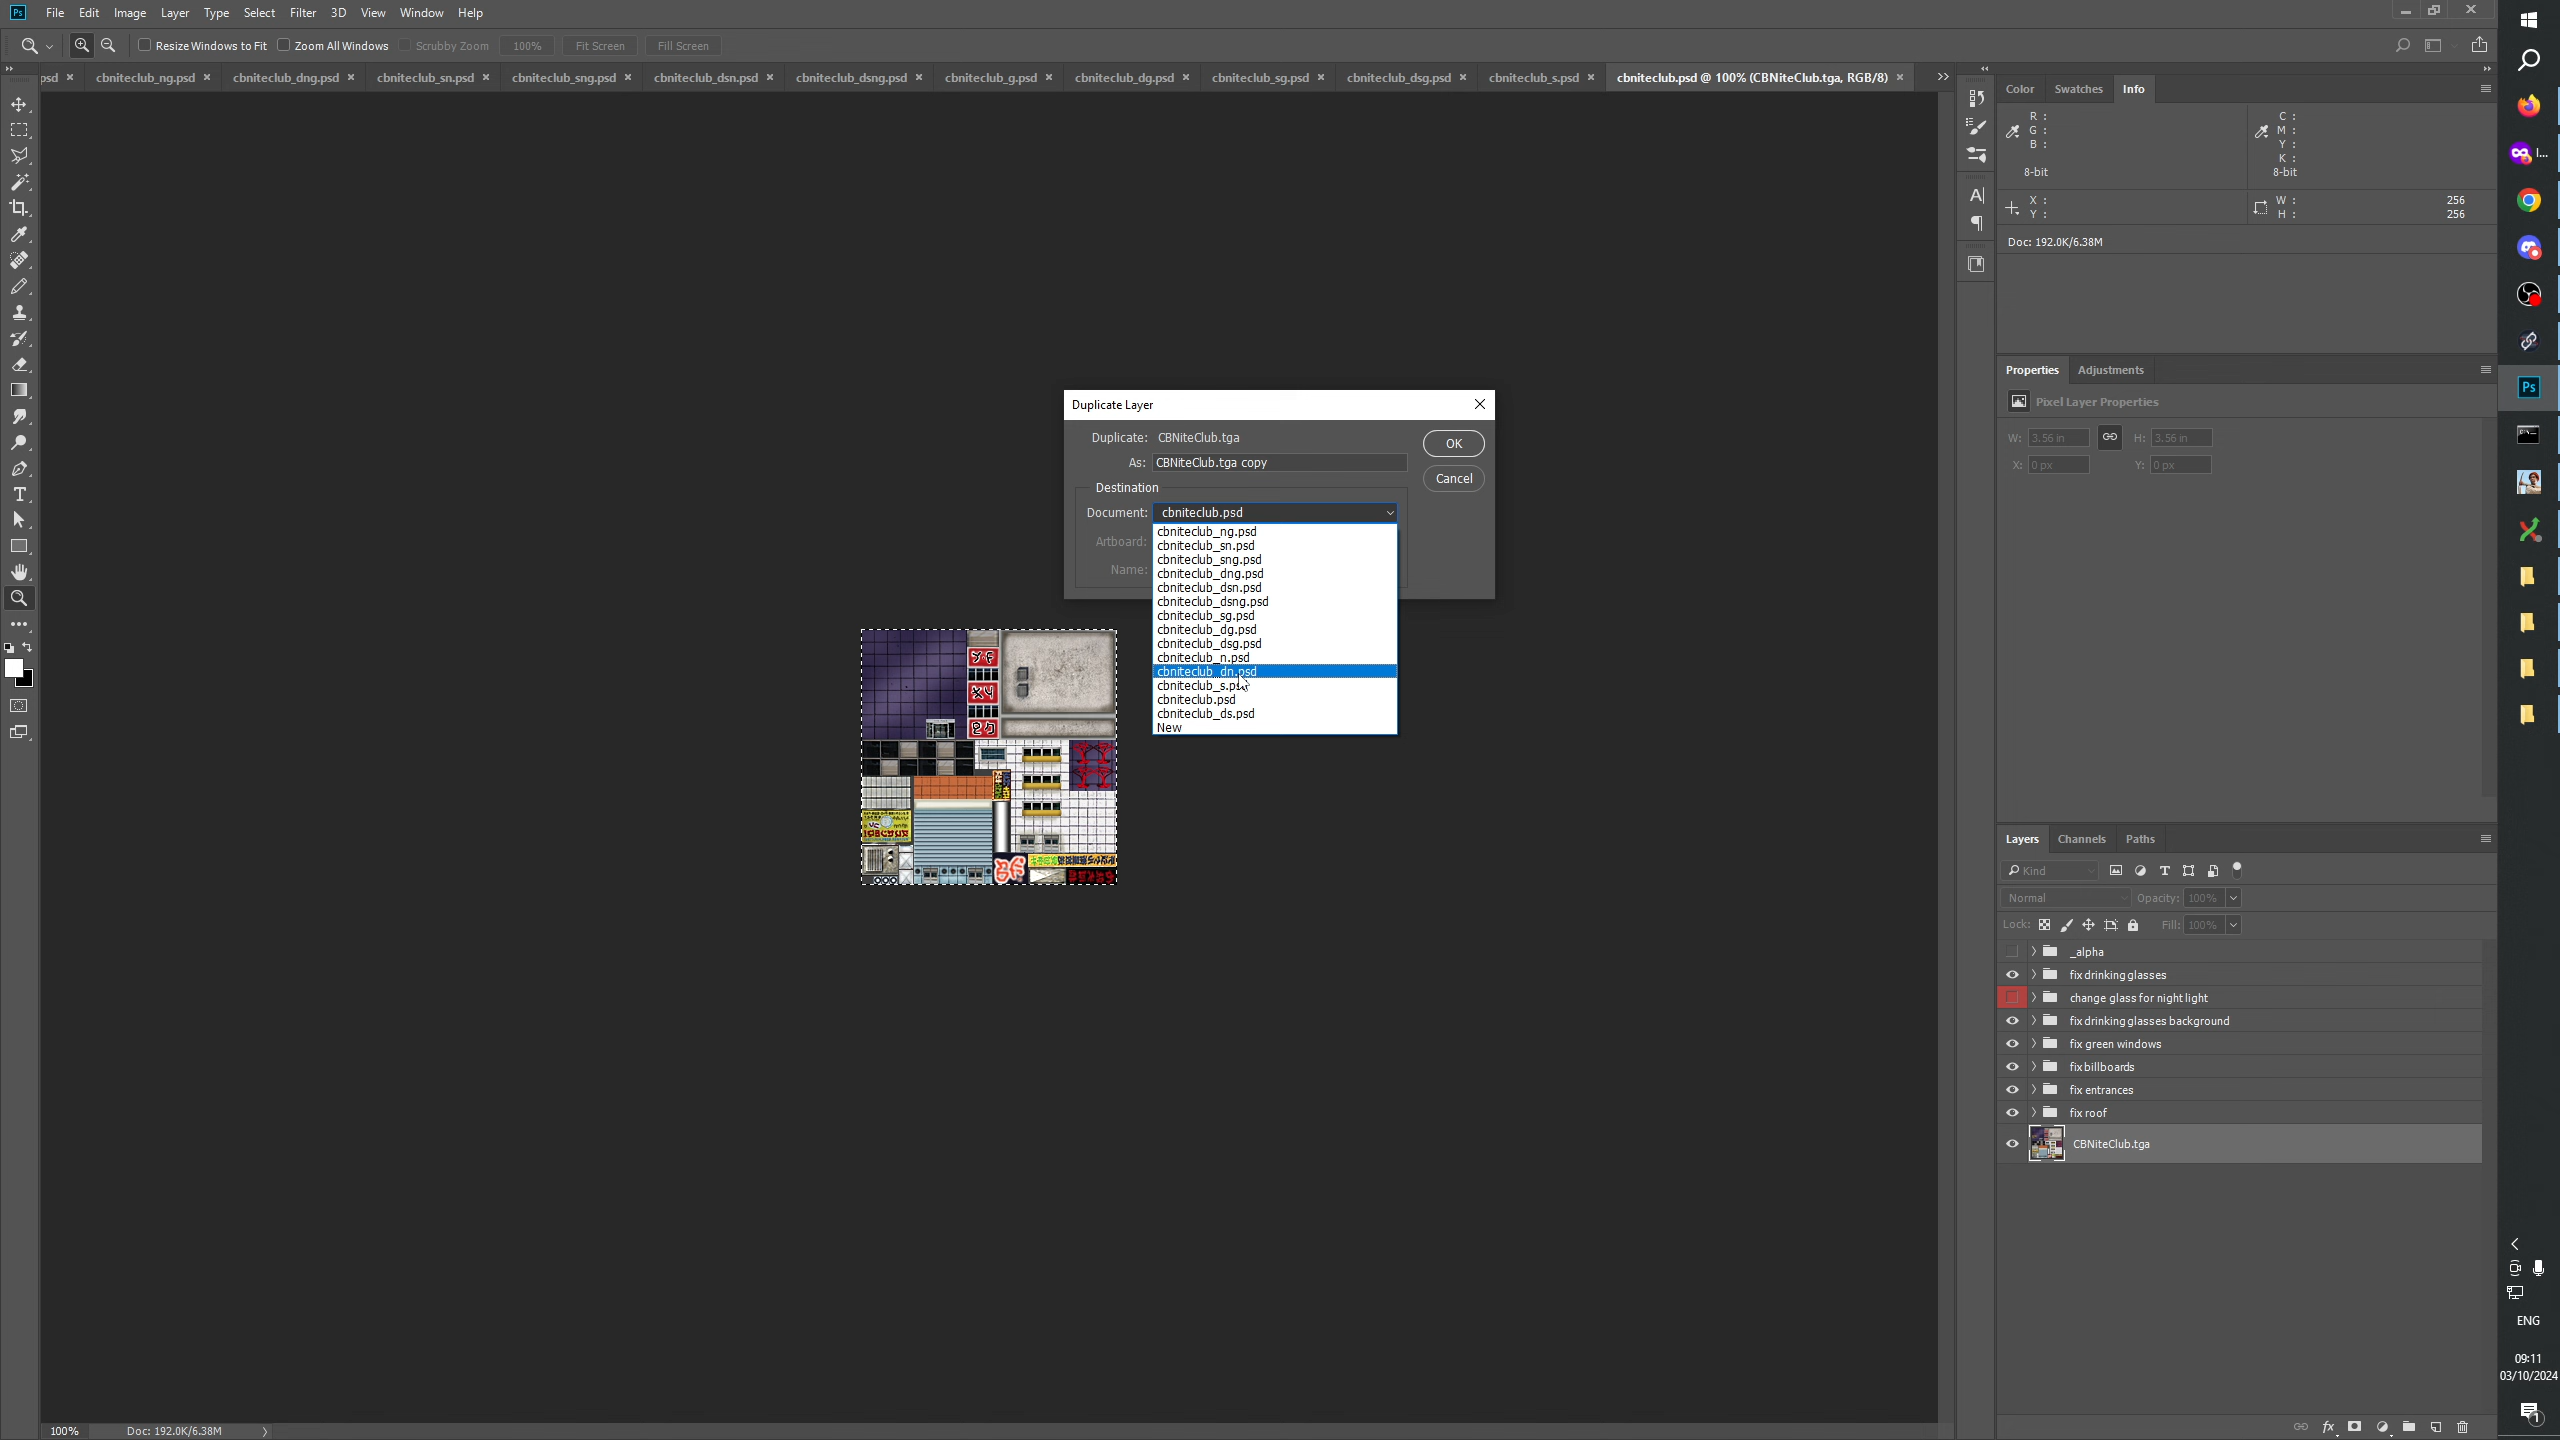 Ps File Edit Image Layer Type Select Filter 3D View Window Help
Resize Windows to Fit Zoom All Windows Scrubby Zoom 100% Fit Screen Fill Screen
psd × cbniteclub_ng.psd × cbniteclub_dng.psd × cbniteclub_sn.psd × cbniteclub_sng.psd × cbniteclub_dsn.psd × cbniteclub_dsng.psd × cbniteclub_g.psd × cbniteclub_dg.psd × cbniteclub_sg.psd × cbniteclub_dsg.psd × cbniteclub_s.psd × cbniteclub.psd @ 100% (CBNiteClub.tga, RGB/8) ×
Duplicate Layer
Duplicate: CBNiteClub.tga
OK
As: CBNiteClub.tga copy
Cancel
Destination
Document: cbniteclub.psd
Artboard:
Name:
cbniteclub_ng.psd
cbniteclub_sn.psd
cbniteclub_sng.psd
cbniteclub_dng.psd
cbniteclub_dsn.psd
cbniteclub_dsng.psd
cbniteclub_sg.psd
cbniteclub_dg.psd
cbniteclub_dsg.psd
cbniteclub_n.psd
cbniteclub_dn.psd
cbniteclub_s.psd
cbniteclub.psd
cbniteclub_ds.psd
New
Color Swatches Info
R : C :
G : M :
B : Y :
K :
8-bit 8-bit
X : W : 256
Y : H : 256
Doc: 192.0K/6.38M
Properties Adjustments
Pixel Layer Properties
W: 3.56 in H: 3.56 in
X: 0 px Y: 0 px
Layers Channels Paths
Kind
Normal Opacity: 100%
Lock: Fill: 100%
_alpha
fix drinking glasses
change glass for night light
fix drinking glasses background
fix green windows
fix billboards
fix entrances
fix roof
CBNiteClub.tga
100% Doc: 192.0K/6.38M
I...
Ps
ENG
09:11
03/10/2024
1